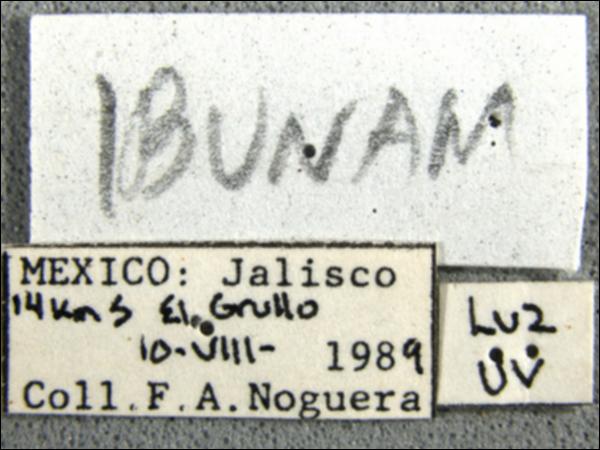 IBUNAM
MEXICO: Jalisco
14 km S El Grullo
10-VIII- 1989
Coll. F. A. Noguera
Luz
UV